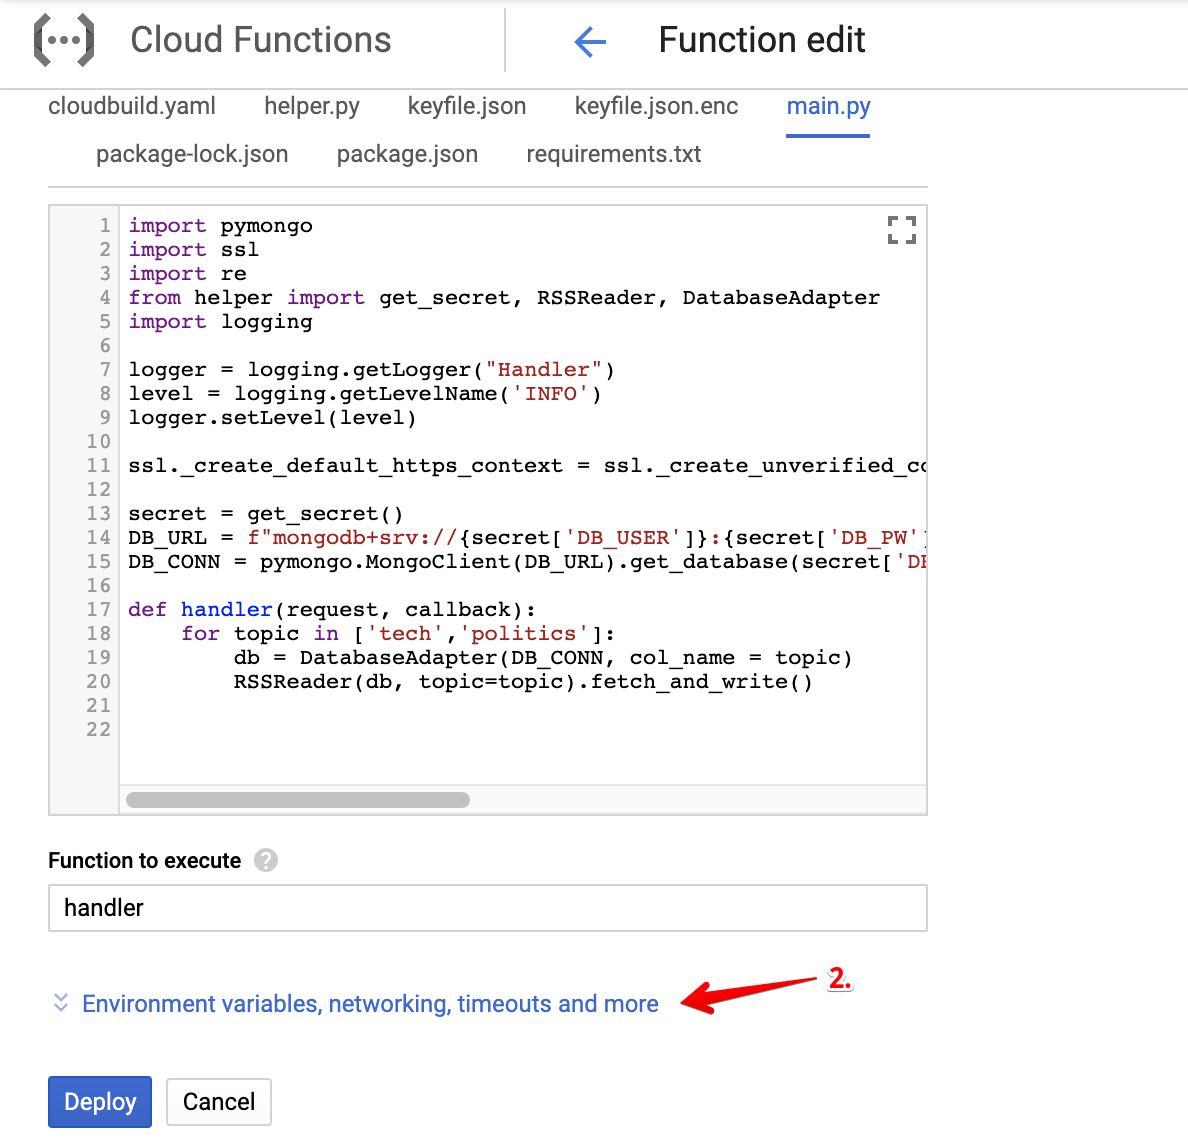 Cloud Functions
Function edit
cloudbuild.yaml helper.py keyfile.json keyfile.json.enc main.py
package-lock.json package.json requirements.txt
1 import pymongo
2 import ssl
3 import re
4 from helper import get_secret, RSSReader, DatabaseAdapter
5 import logging
6
7 logger = logging.getLogger("Handler")
8 level = logging.getLevelName('INFO')
9 logger.setLevel(level)
10
11 ssl._create_default_https_context = ssl._create_unverified_co
12
13 secret = get_secret()
14 DB_URL = f"mongodb+srv://{secret['DB_USER']}:{secret['DB_PW']
15 DB_CONN = pymongo.MongoClient(DB_URL).get_database(secret['DB
16
17 def handler(request, callback):
18     for topic in ['tech','politics']:
19         db = DatabaseAdapter(DB_CONN, col_name = topic)
20         RSSReader(db, topic=topic).fetch_and_write()
21
22
Function to execute ?
handler
Environment variables, networking, timeouts and more
2.
Deploy Cancel